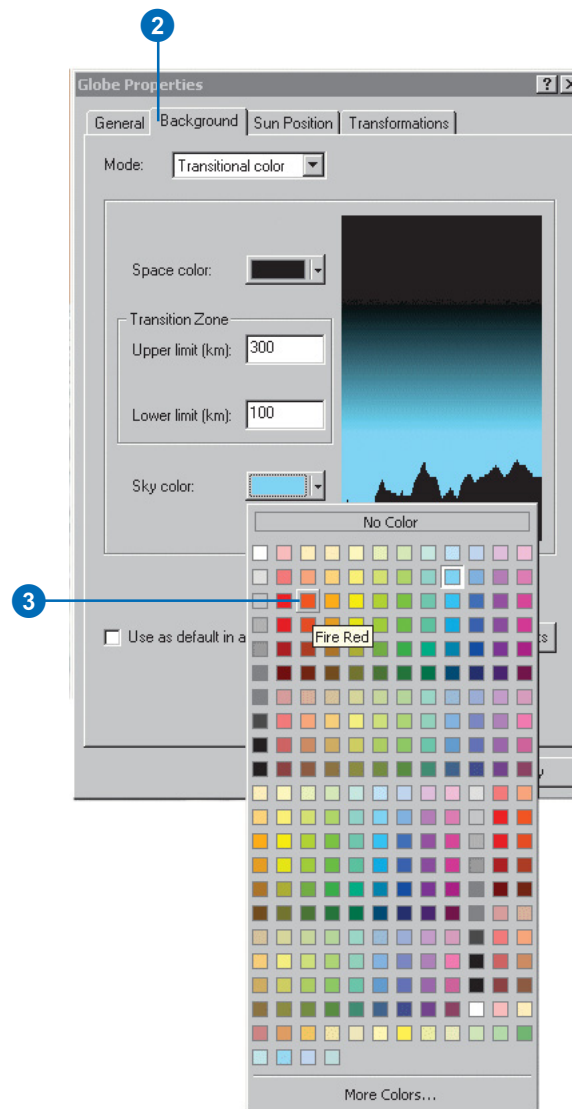 2
Globe Properties
? X
General Background Sun Position Transformations
Mode: Transitional color
Space color:
Transition Zone
Upper limit (km): 300
Lower limit (km): 100
Sky color:
No Color
3
Use as default in a
Fire Red
More Colors...